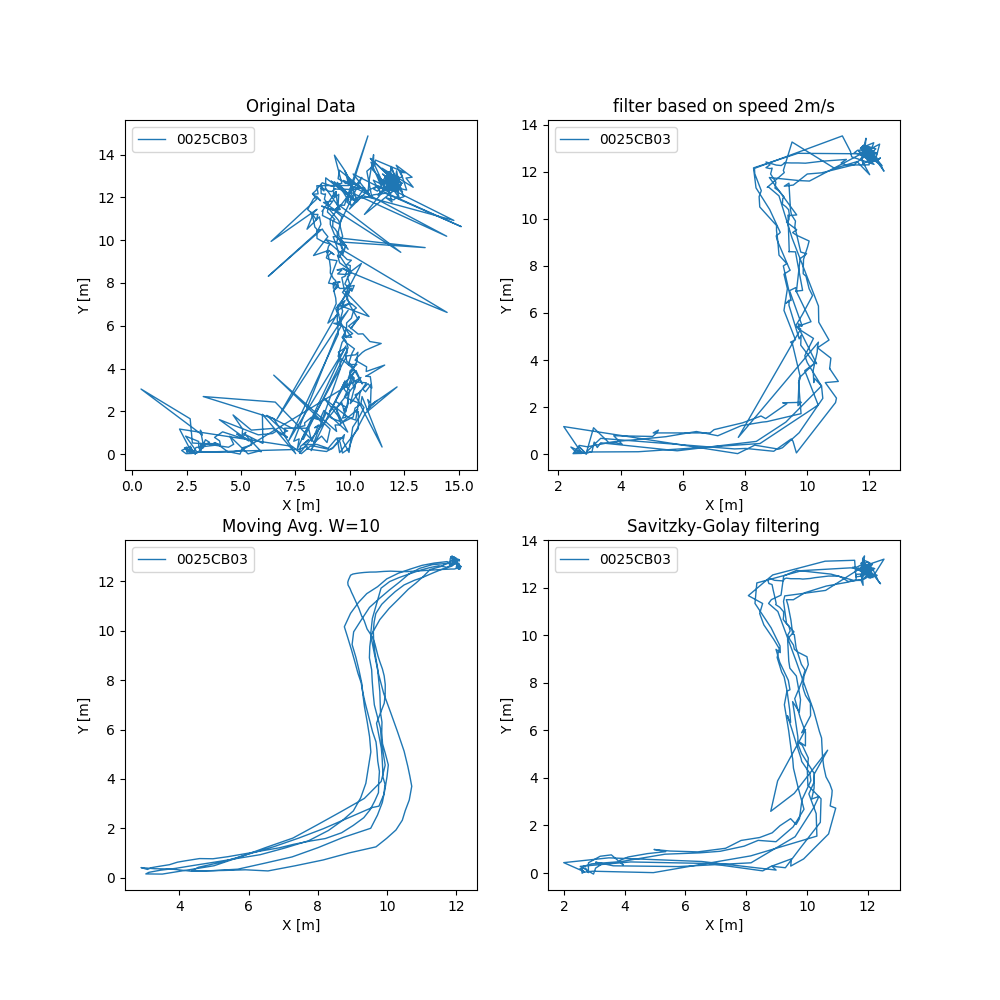 Original Data
0025CB03
14
12
10
8
6
4
2
0
Y [m]
0.0 2.5 5.0 7.5 10.0 12.5 15.0
X [m]
filter based on speed 2m/s
0025CB03
14
12
10
8
6
4
2
0
Y [m]
2 4 6 8 10 12
X [m]
Moving Avg. W=10
0025CB03
12
10
8
6
4
2
0
Y [m]
4 6 8 10 12
X [m]
Savitzky-Golay filtering
0025CB03
14
12
10
8
6
4
2
0
Y [m]
2 4 6 8 10 12
X [m]